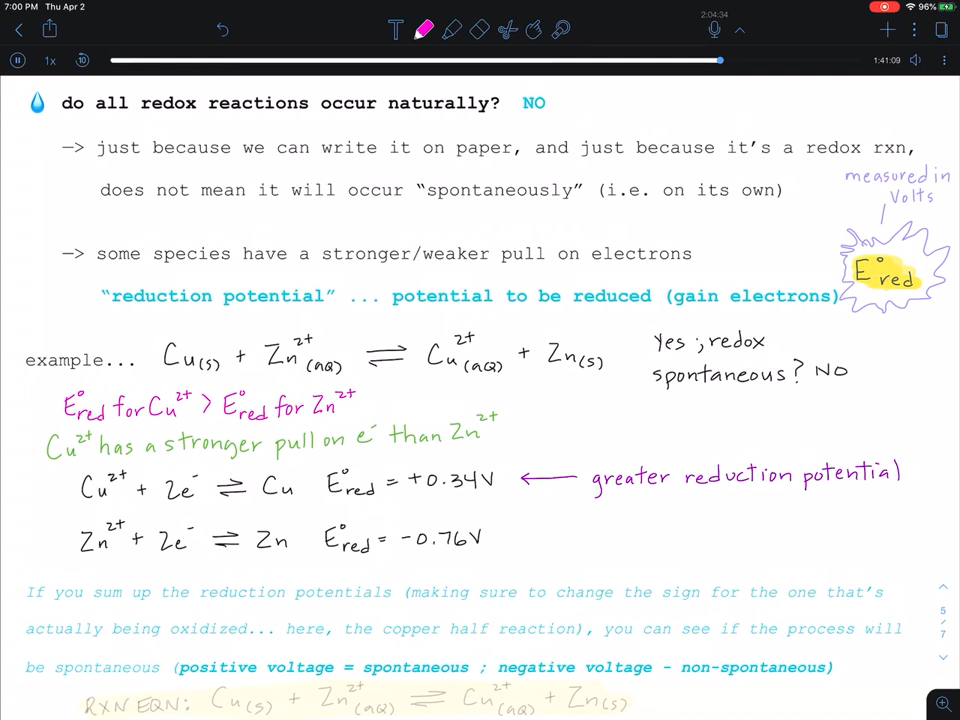 7:00 PM Thu Apr 2
96%
2:04:34
1x
10
1:41:09
do all redox reactions occur naturally? NO
—> just because we can write it on paper, and just because it's a redox rxn,
does not mean it will occur “spontaneously” (i.e. on its own)
measured in
Volts
—> some species have a stronger/weaker pull on electrons
E°red
“reduction potential” ... potential to be reduced (gain electrons)
example... Cu(s) + Zn²⁺(aq) ⇌ Cu²⁺(aq) + Zn(s)
Yes ; redox
spontaneous? NO
E°red for Cu²⁺ > E°red for Zn²⁺
Cu²⁺ has a stronger pull on e⁻ than Zn²⁺
Cu²⁺ + 2e⁻ ⇌ Cu E°red = +0.34V ← greater reduction potential
Zn²⁺ + 2e⁻ ⇌ Zn E°red = -0.76V
If you sum up the reduction potentials (making sure to change the sign for the one that's
actually being oxidized... here, the copper half reaction), you can see if the process will
be spontaneous (positive voltage = spontaneous ; negative voltage - non-spontaneous)
5
/
7
RXN EQN: Cu(s) + Zn²⁺(aq) ⇌ Cu²⁺(aq) + Zn(s)